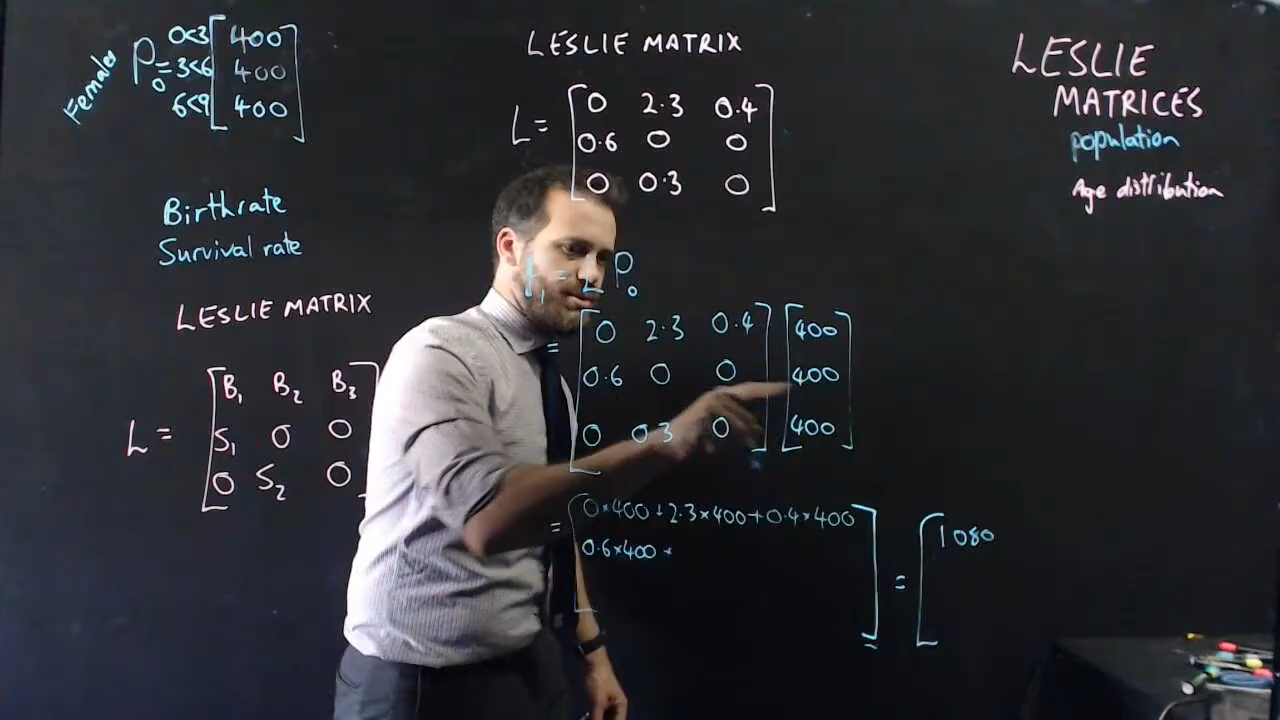 Females
P₀ =
0<3 [400]
3<6 [400]
6<9 [400]
Birthrate
Survival rate
LESLIE MATRIX
L =
B₁ B₂ B₃
S₁ 0 0
0 S₂ 0
LESLIE MATRIX
L =
0 2.3 0.4
0.6 0 0
0 0.3 0
P₁ = L P₀
=
0 2.3 0.4 400
0.6 0 0 400
0 0.3 0 400
= 0×400+2.3×400+0.4×400 = 1080
0.6×400 +
LESLIE
MATRICES
population
Age distribution